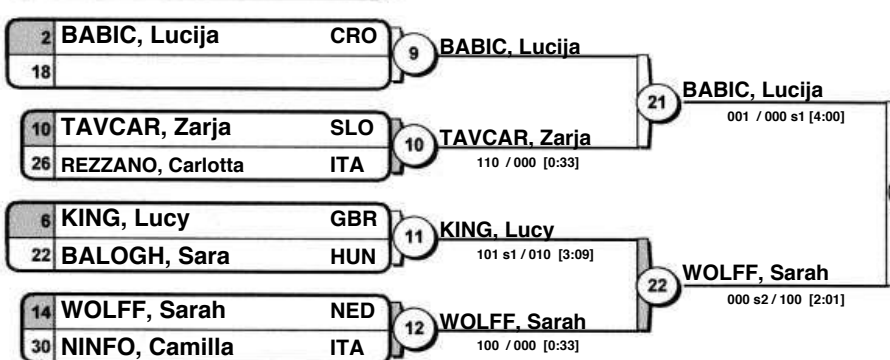 2 BABIC, Lucija CRO
18
9 BABIC, Lucija
10 TAVCAR, Zarja SLO
26 REZZANO, Carlotta ITA
10 TAVCAR, Zarja
110 / 000 [0:33]
21 BABIC, Lucija
001 / 000 s1 [4:00]
6 KING, Lucy GBR
22 BALOGH, Sara HUN
11 KING, Lucy
101 s1 / 010 [3:09]
14 WOLFF, Sarah NED
30 NINFO, Camilla ITA
12 WOLFF, Sarah
100 / 000 [0:33]
22 WOLFF, Sarah
000 s2 / 100 [2:01]